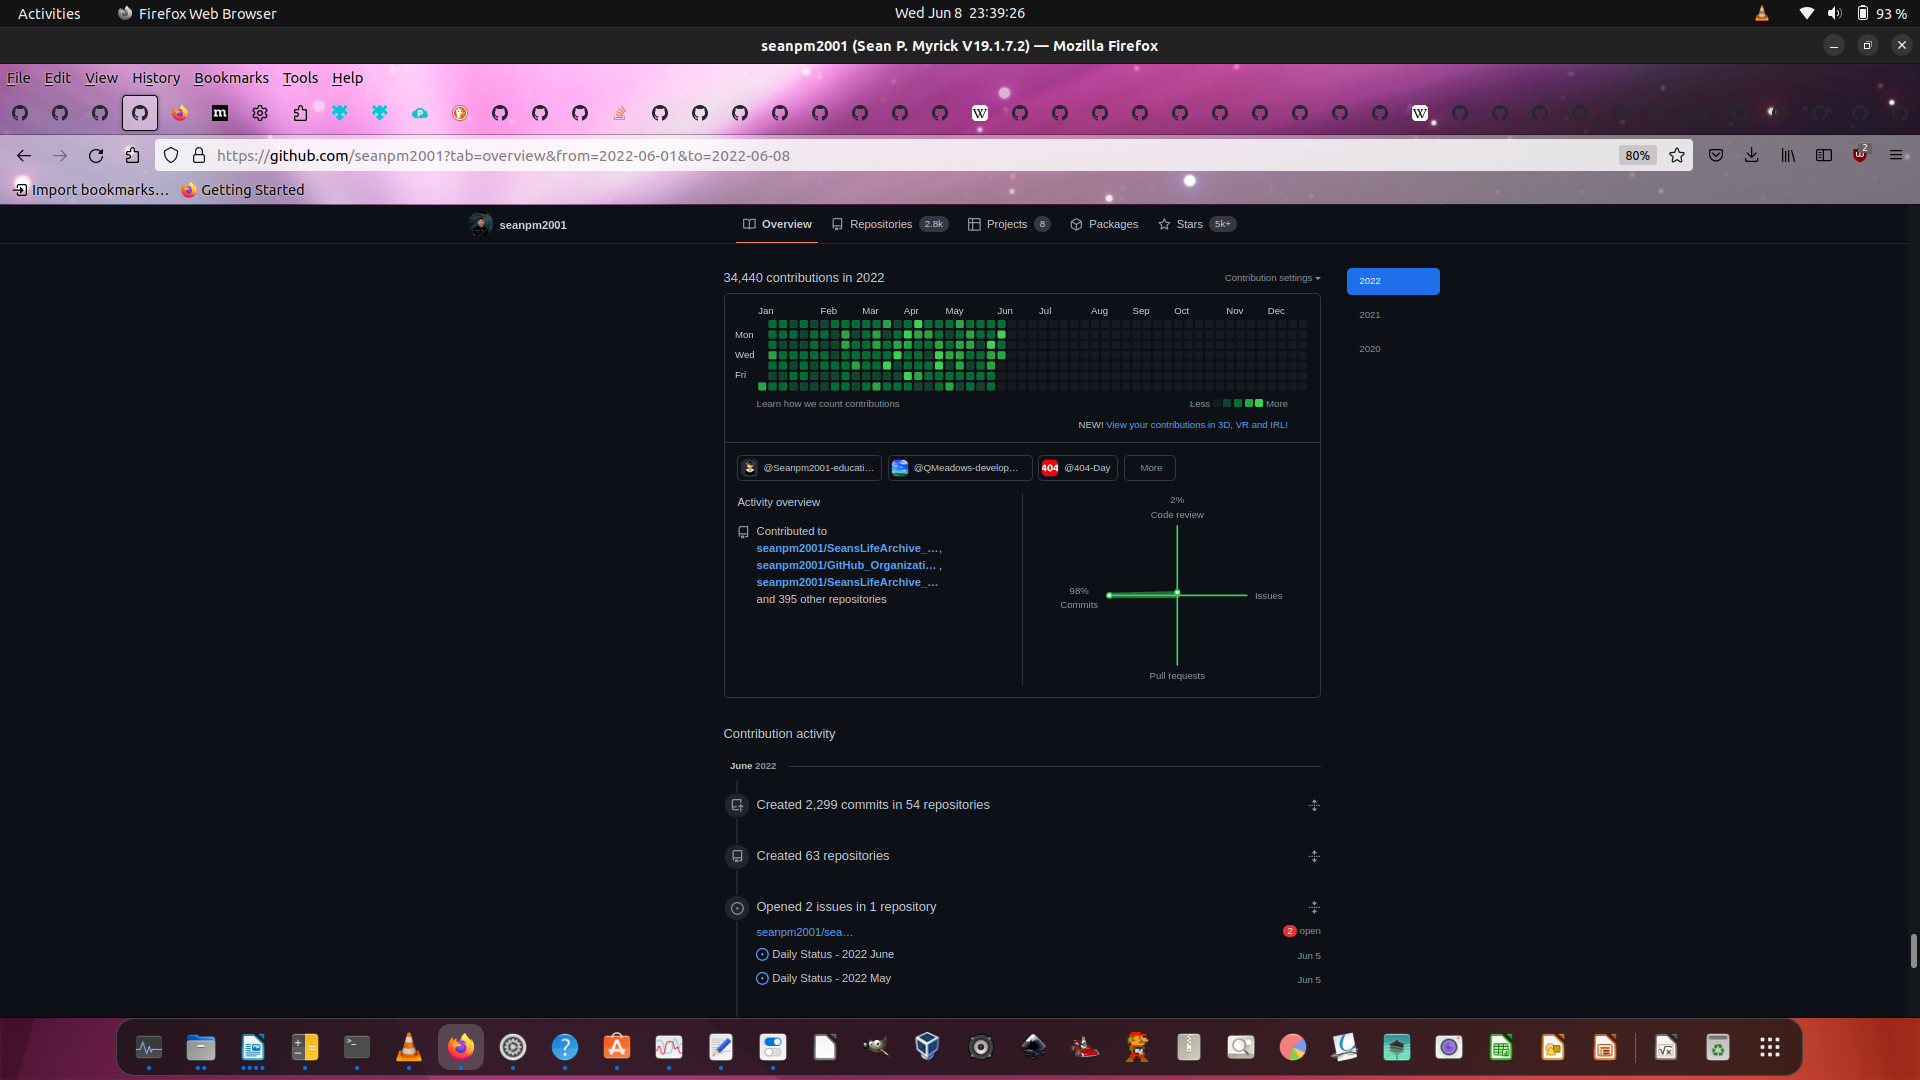 Activities
Firefox Web Browser
Wed Jun 8 23:39:26
93 %
seanpm2001 (Sean P. Myrick V19.1.7.2) — Mozilla Firefox
File Edit View History Bookmarks Tools Help
m
W
W
https://github.com/seanpm2001?tab=overview&from=2022-06-01&to=2022-06-08
80%
2
Import bookmarks…
Getting Started
seanpm2001
Overview
Repositories 2.8k
Projects 8
Packages
Stars 5k+
34,440 contributions in 2022
Contribution settings
2022
2021
2020
Jan Feb Mar Apr May Jun Jul Aug Sep Oct Nov Dec
Mon
Wed
Fri
Learn how we count contributions
Less
More
NEW! View your contributions in 3D, VR and IRL!
@Seanpm2001-educati...
@QMeadows-develop...
404
@404-Day
More
Activity overview
Contributed to
seanpm2001/SeansLifeArchive_...,
seanpm2001/GitHub_Organizati... ,
seanpm2001/SeansLifeArchive_...
and 395 other repositories
2%
Code review
98%
Commits
Issues
Pull requests
Contribution activity
June 2022
Created 2,299 commits in 54 repositories
Created 63 repositories
Opened 2 issues in 1 repository
seanpm2001/sea…
2 open
Daily Status - 2022 June
Jun 5
Daily Status - 2022 May
Jun 5